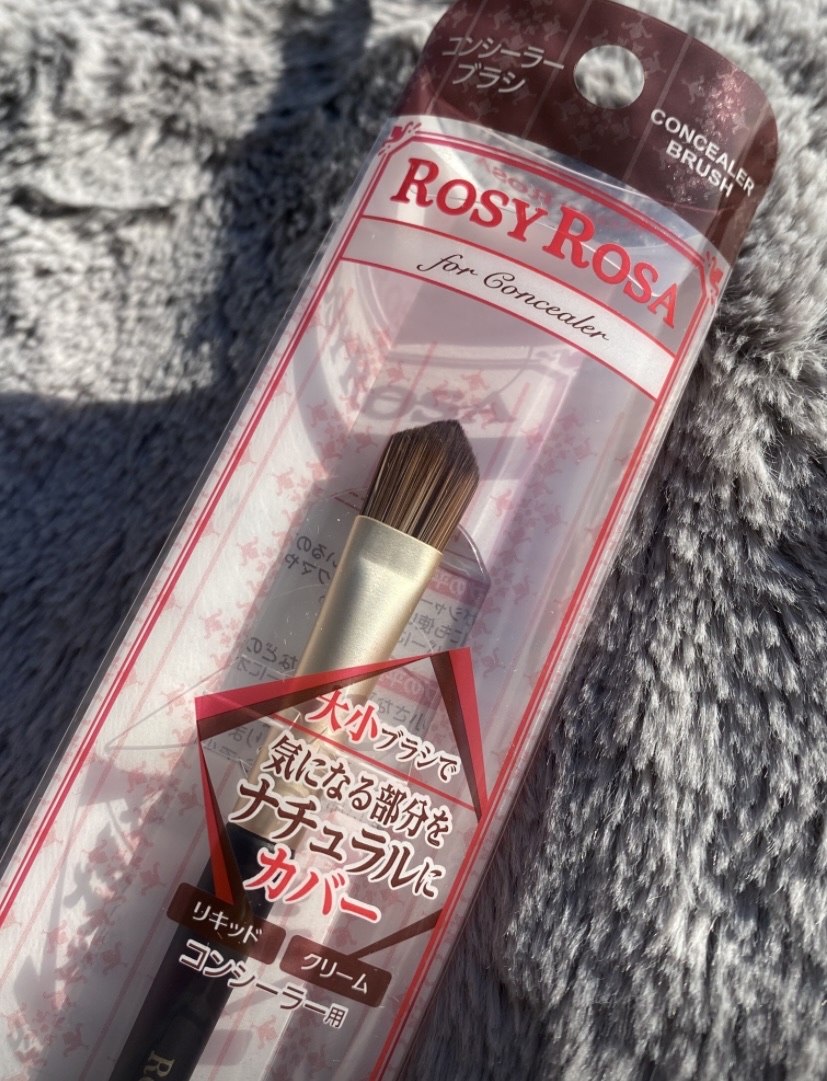 コンシーラー
ブラシ
CONCEALER
BRUSH
ROSY ROSA
for Concealer
大小ブラシで
気になる部分を
ナチュラルに
カバー
リキッド
クリーム
コンシーラー用